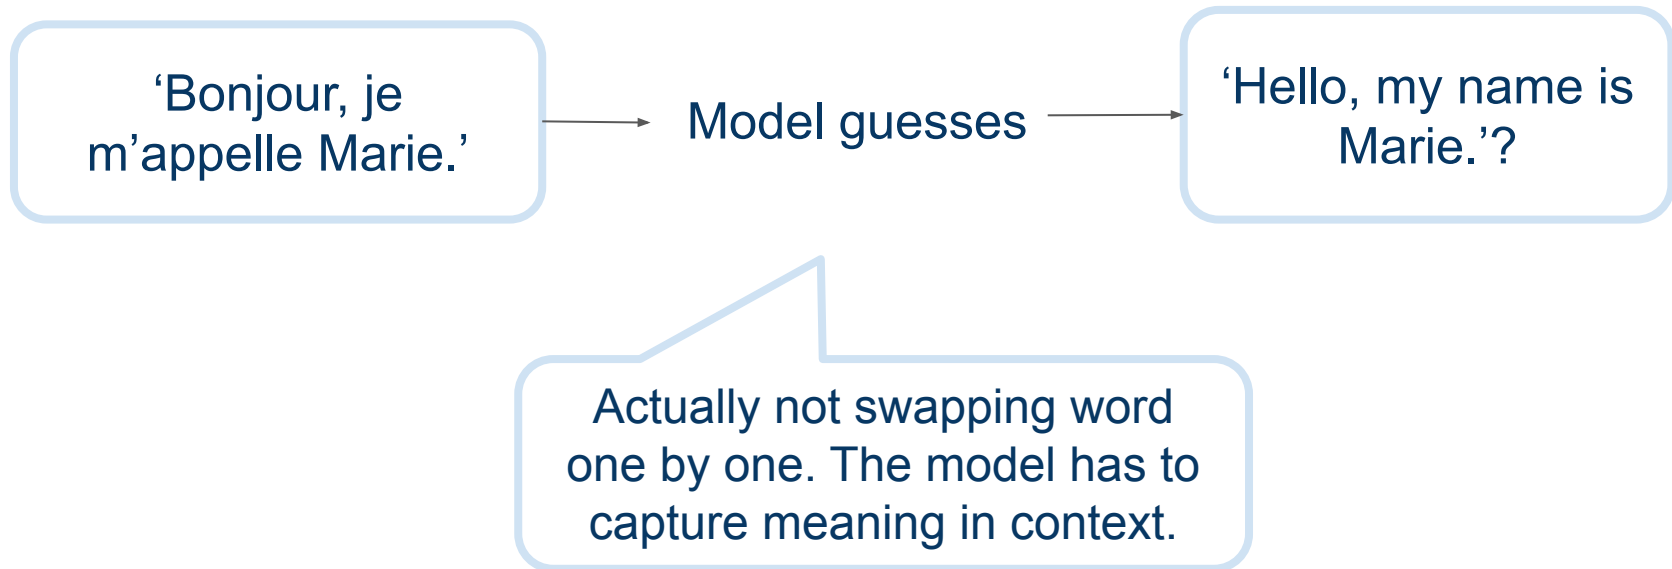 ‘Bonjour, je
m’appelle Marie.’
Model guesses
‘Hello, my name is
Marie.’?
Actually not swapping word
one by one. The model has to
capture meaning in context.